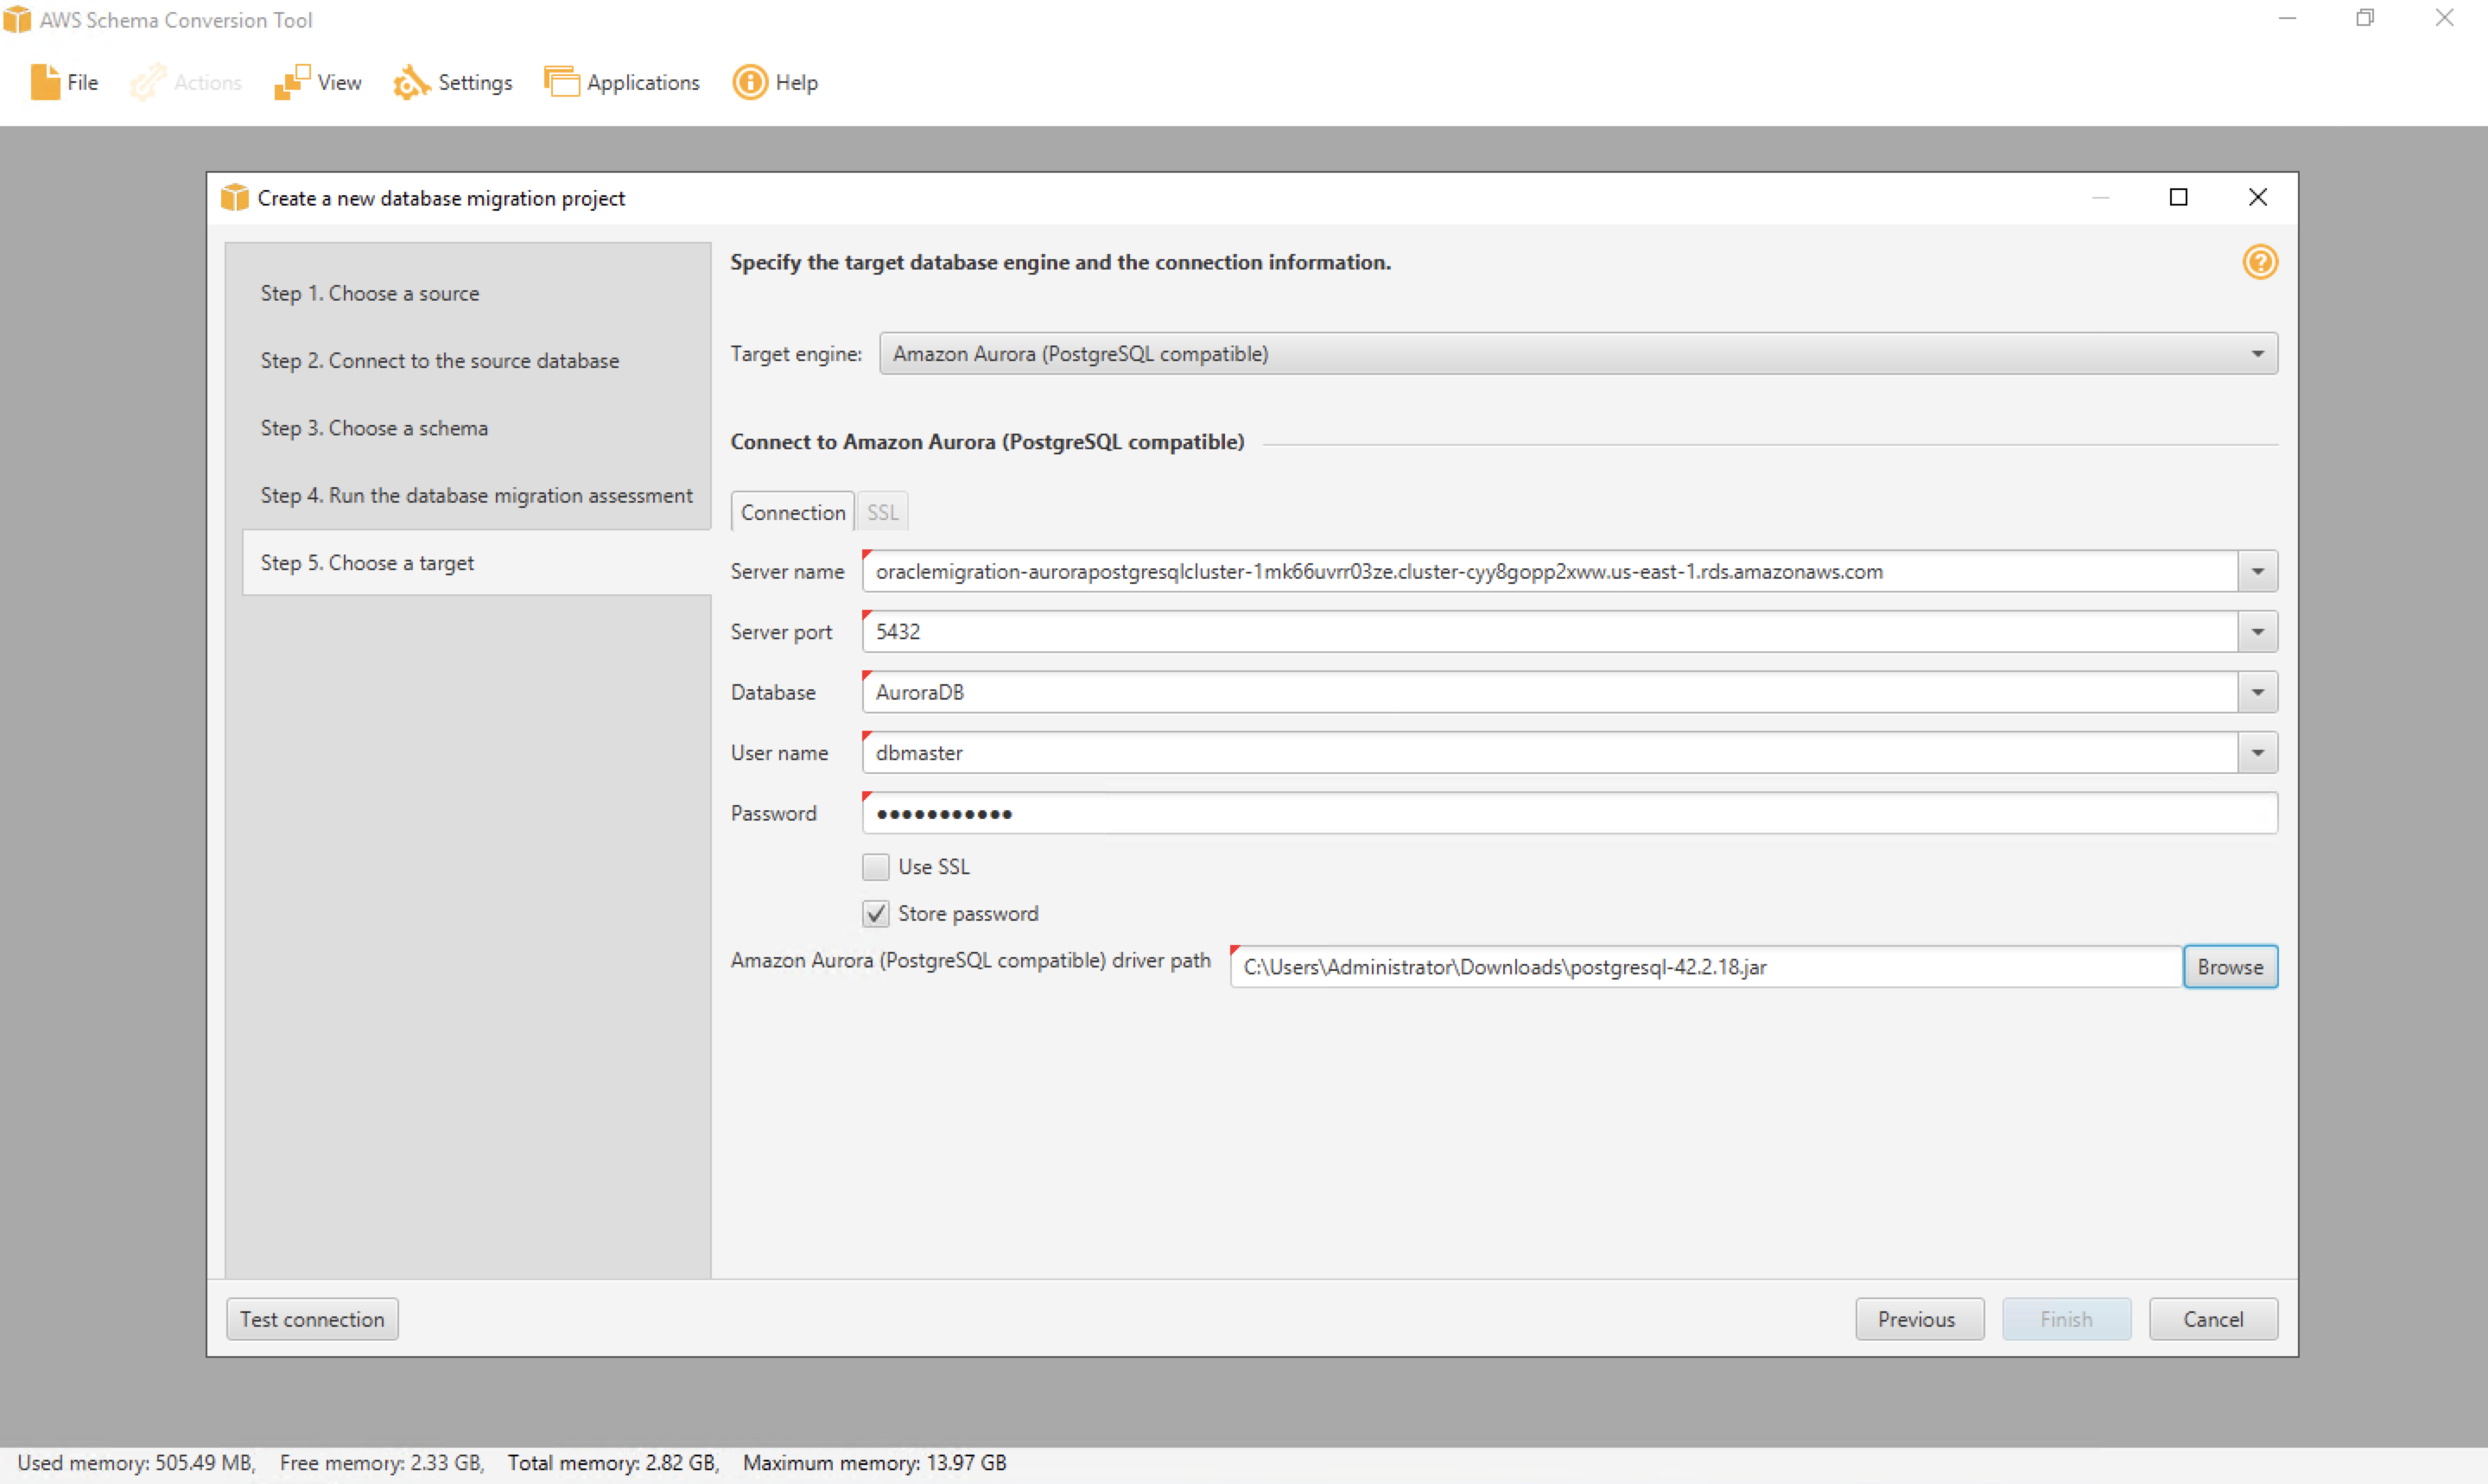 AWS Schema Conversion Tool
File Actions View Settings Applications Help
Create a new database migration project
Step 1. Choose a source
Step 2. Connect to the source database
Step 3. Choose a schema
Step 4. Run the database migration assessment
Step 5. Choose a target
Specify the target database engine and the connection information.
Target engine: Amazon Aurora (PostgreSQL compatible)
Connect to Amazon Aurora (PostgreSQL compatible)
Connection SSL
Server name oraclemigration-aurorapostgresqlcluster-1mk66uvrr03ze.cluster-cyy8gopp2xww.us-east-1.rds.amazonaws.com
Server port 5432
Database AuroraDB
User name dbmaster
Password •••••••••••
Use SSL
Store password
Amazon Aurora (PostgreSQL compatible) driver path C:\Users\Administrator\Downloads\postgresql-42.2.18.jar Browse
Test connection Previous Finish Cancel
Used memory: 505.49 MB, Free memory: 2.33 GB, Total memory: 2.82 GB, Maximum memory: 13.97 GB